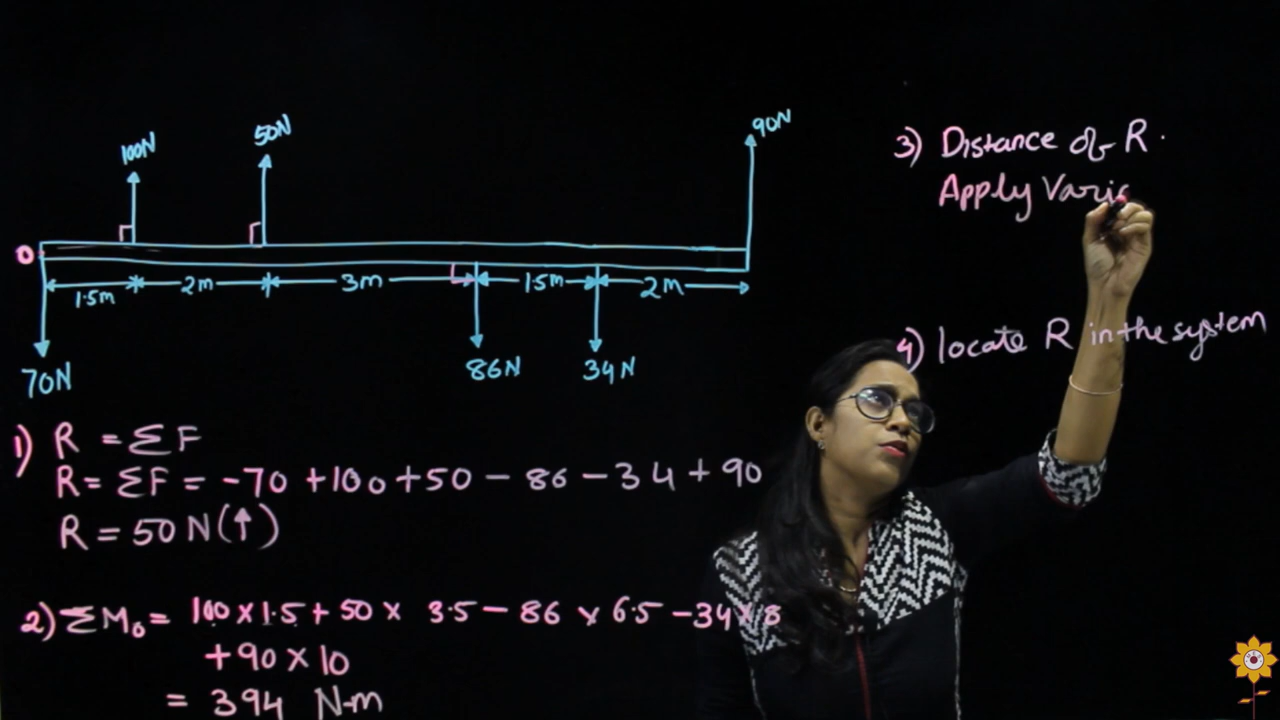 100N
50N
90N
O
1.5m
2m
3m
1.5m
2m
70N
86N
34N
1) R = ΣF
R = ΣF = -70 +100+50 - 86 - 34 + 90
R = 50 N(↑)
2) ΣM₀ = 100 x 1.5 + 50 x 3.5 - 86 x 6.5 - 34 x 8
+90 x 10
= 394 N-m
3) Distance of R.
Apply Vari
4) locate R in the system